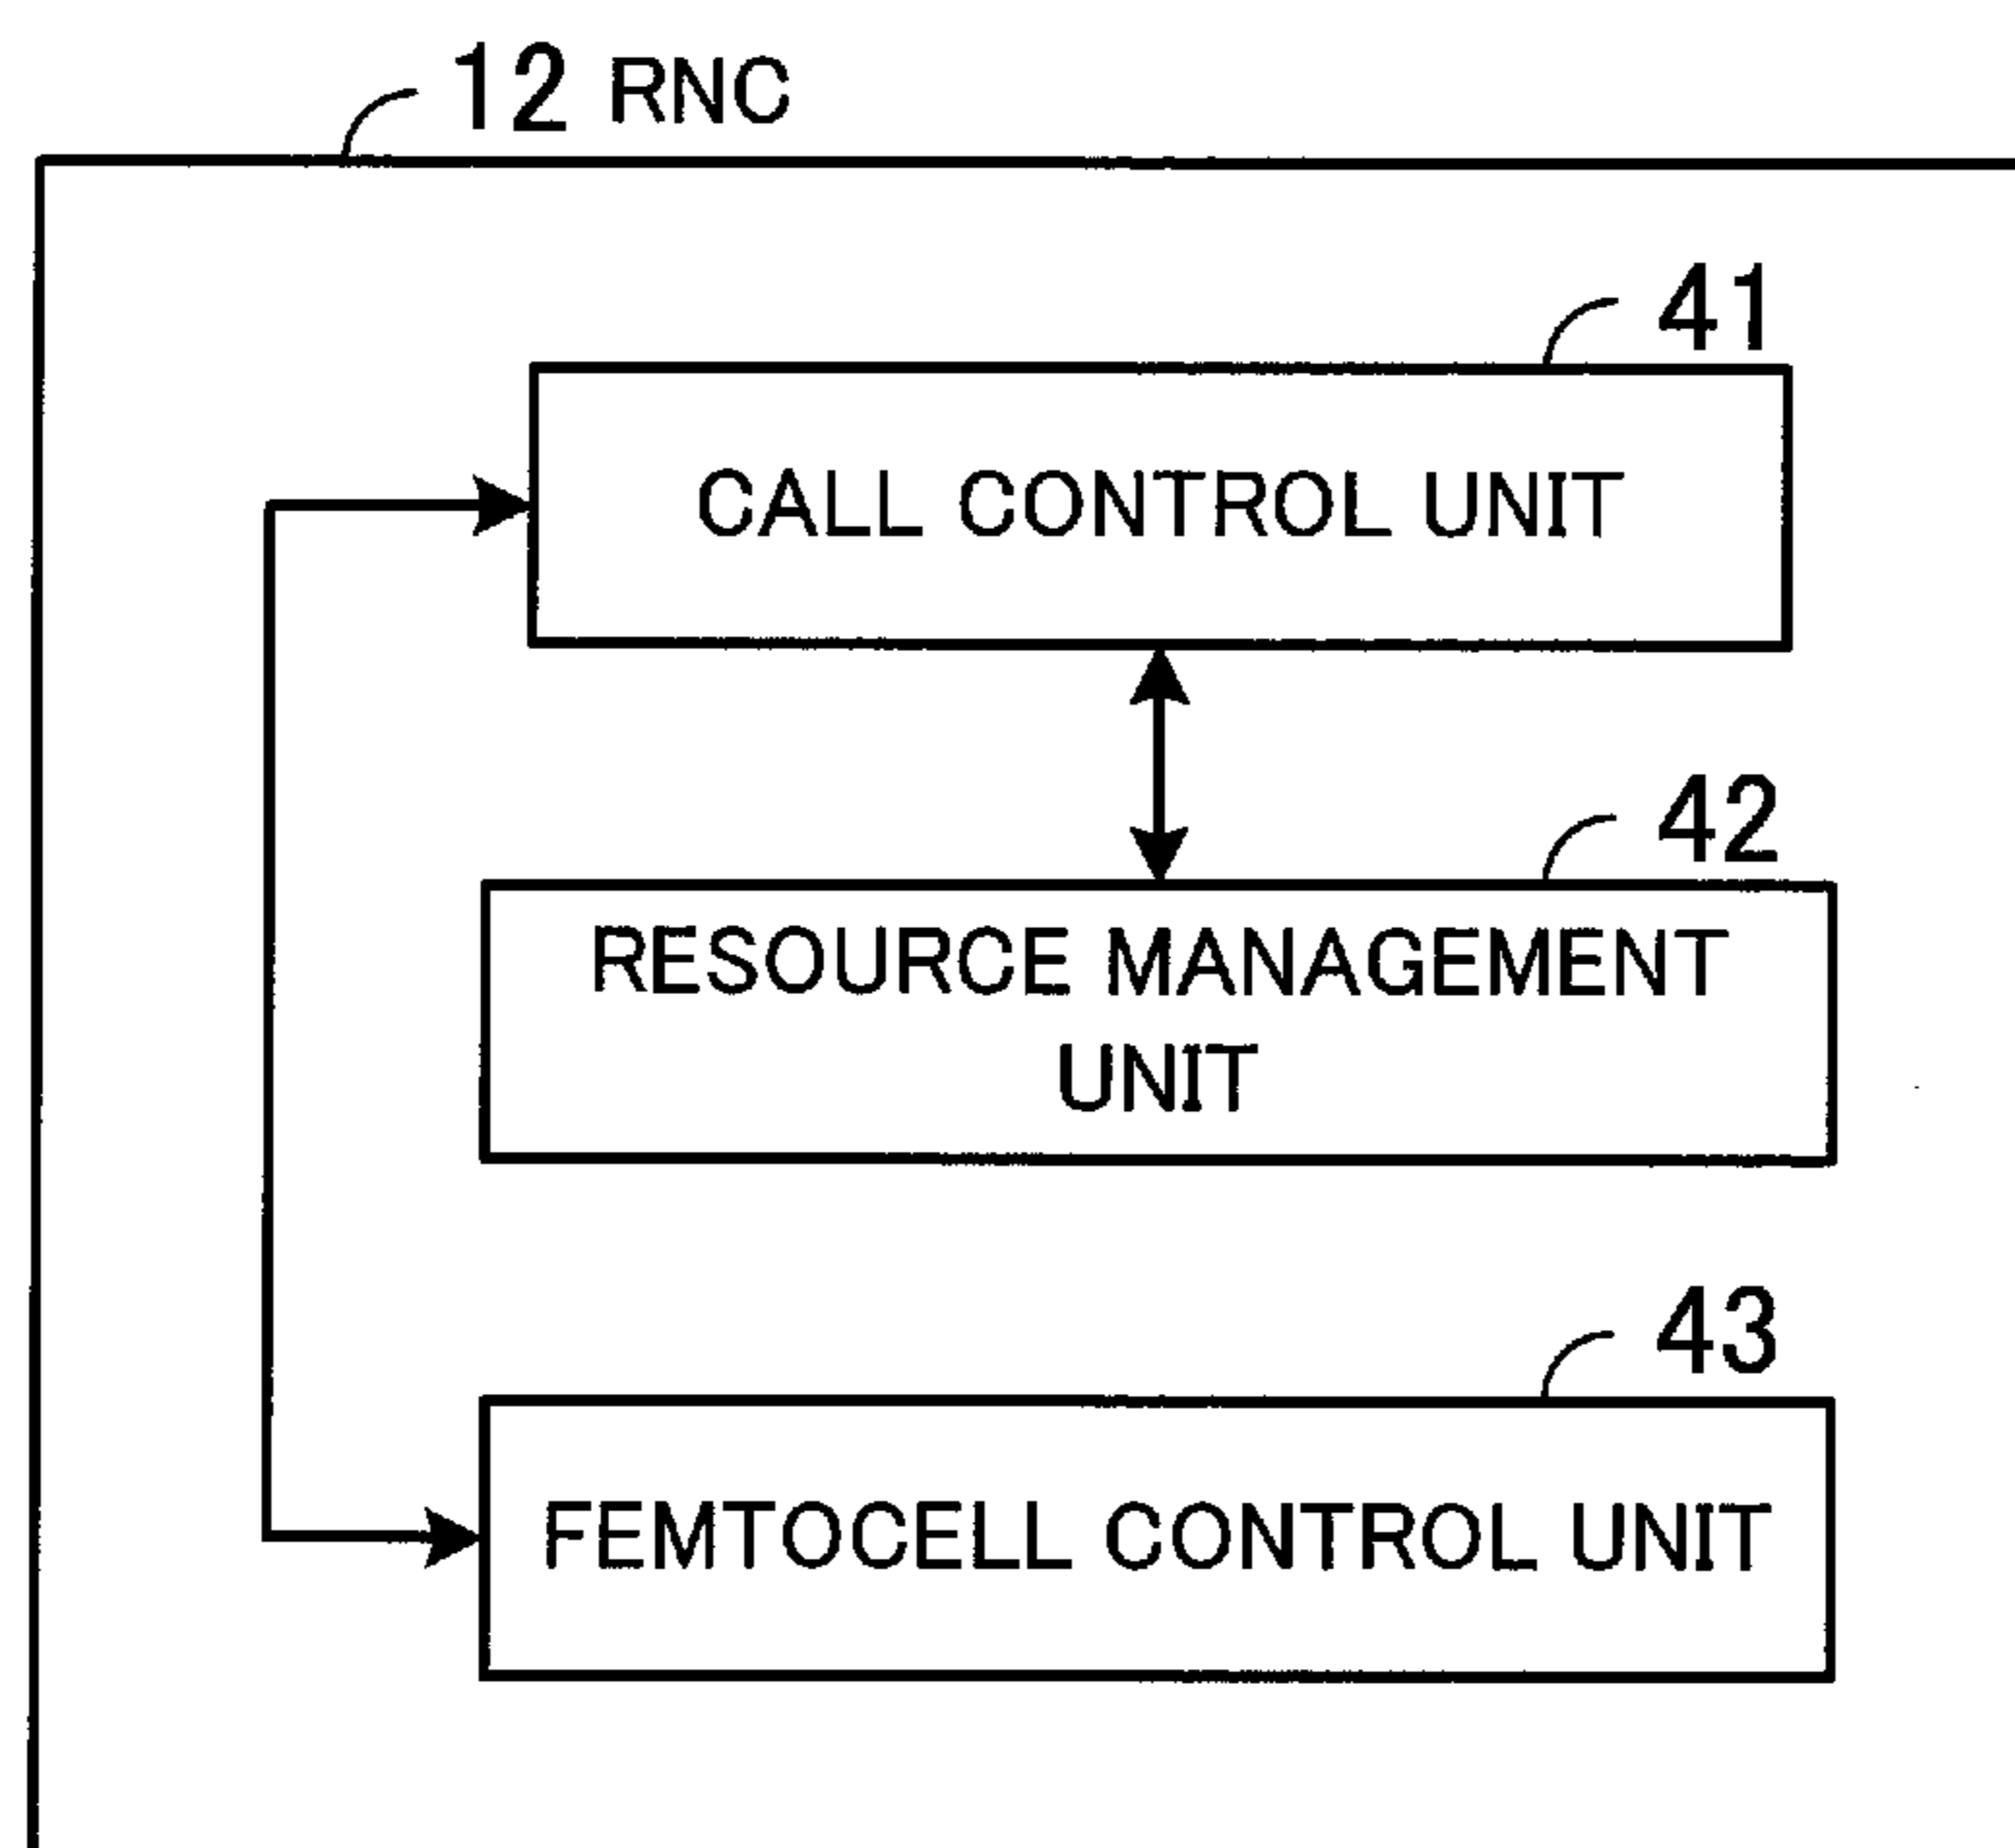 12 RNC
41
CALL CONTROL UNIT
42
RESOURCE MANAGEMENT
UNIT
43
FEMTOCELL CONTROL UNIT